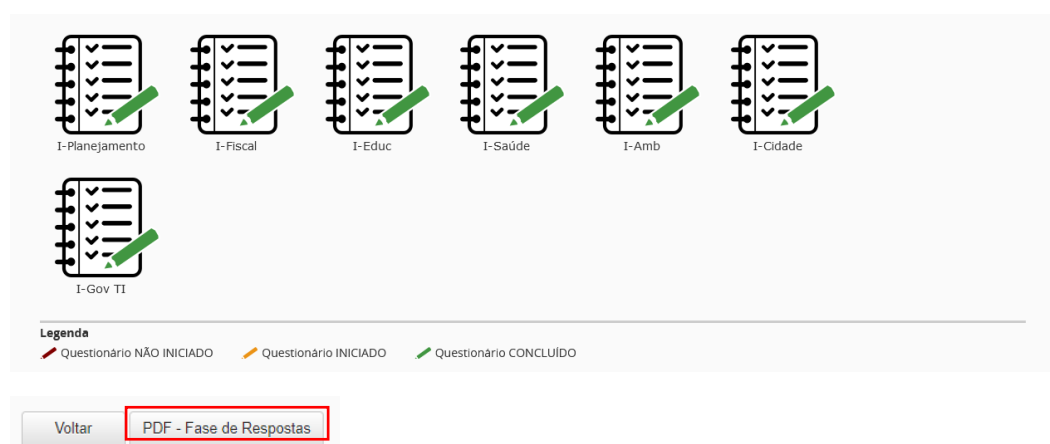 I-Planejamento I-Fiscal I-Educ I-Saúde I-Amb I-Cidade
I-Gov TI
Legenda
Questionário NÃO INICIADO Questionário INICIADO Questionário CONCLUÍDO
Voltar PDF - Fase de Respostas